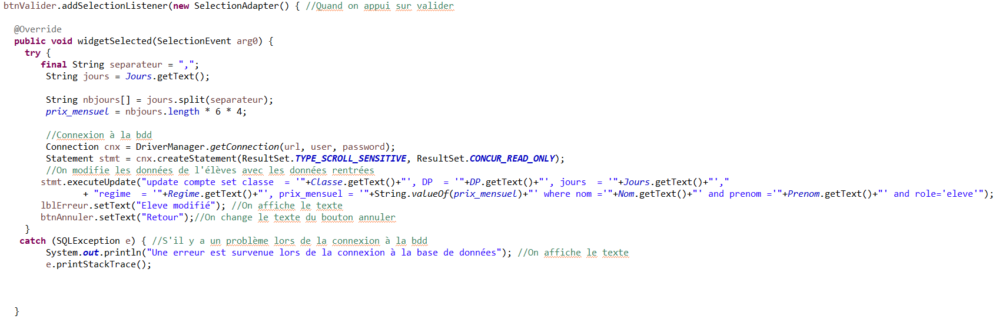 btnValider.addSelectionListener(new SelectionAdapter() { //Quand on appui sur valider
@Override
public void widgetSelected(SelectionEvent arg0) {
try {
final String separateur = ",";
String jours = Jours.getText();
String nbjours[] = jours.split(separateur);
prix_mensuel = nbjours.length * 6 * 4;
//Connexion à la bdd
Connection cnx = DriverManager.getConnection(url, user, password);
Statement stmt = cnx.createStatement(ResultSet.TYPE_SCROLL_SENSITIVE, ResultSet.CONCUR_READ_ONLY);
//On modifie les données de l'élèves avec les données rentrées
stmt.executeUpdate("update compte set classe  = '"+Classe.getText()+"', DP  = '"+DP.getText()+"', jours  = '"+Jours.getText()+"',"
+ "regime  = '"+Regime.getText()+"', prix_mensuel = '"+String.valueOf(prix_mensuel)+"' where nom ='"+Nom.getText()+"' and prenom ='"+Prenom.getText()+"' and role='eleve'");
lblErreur.setText("Eleve modifié"); //On affiche le texte
btnAnnuler.setText("Retour");//On change le texte du bouton annuler
}
catch (SQLException e) { //S'il y a un problème lors de la connexion à la bdd
System.out.println("Une erreur est survenue lors de la connexion à la base de données"); //On affiche le texte
e.printStackTrace();
}